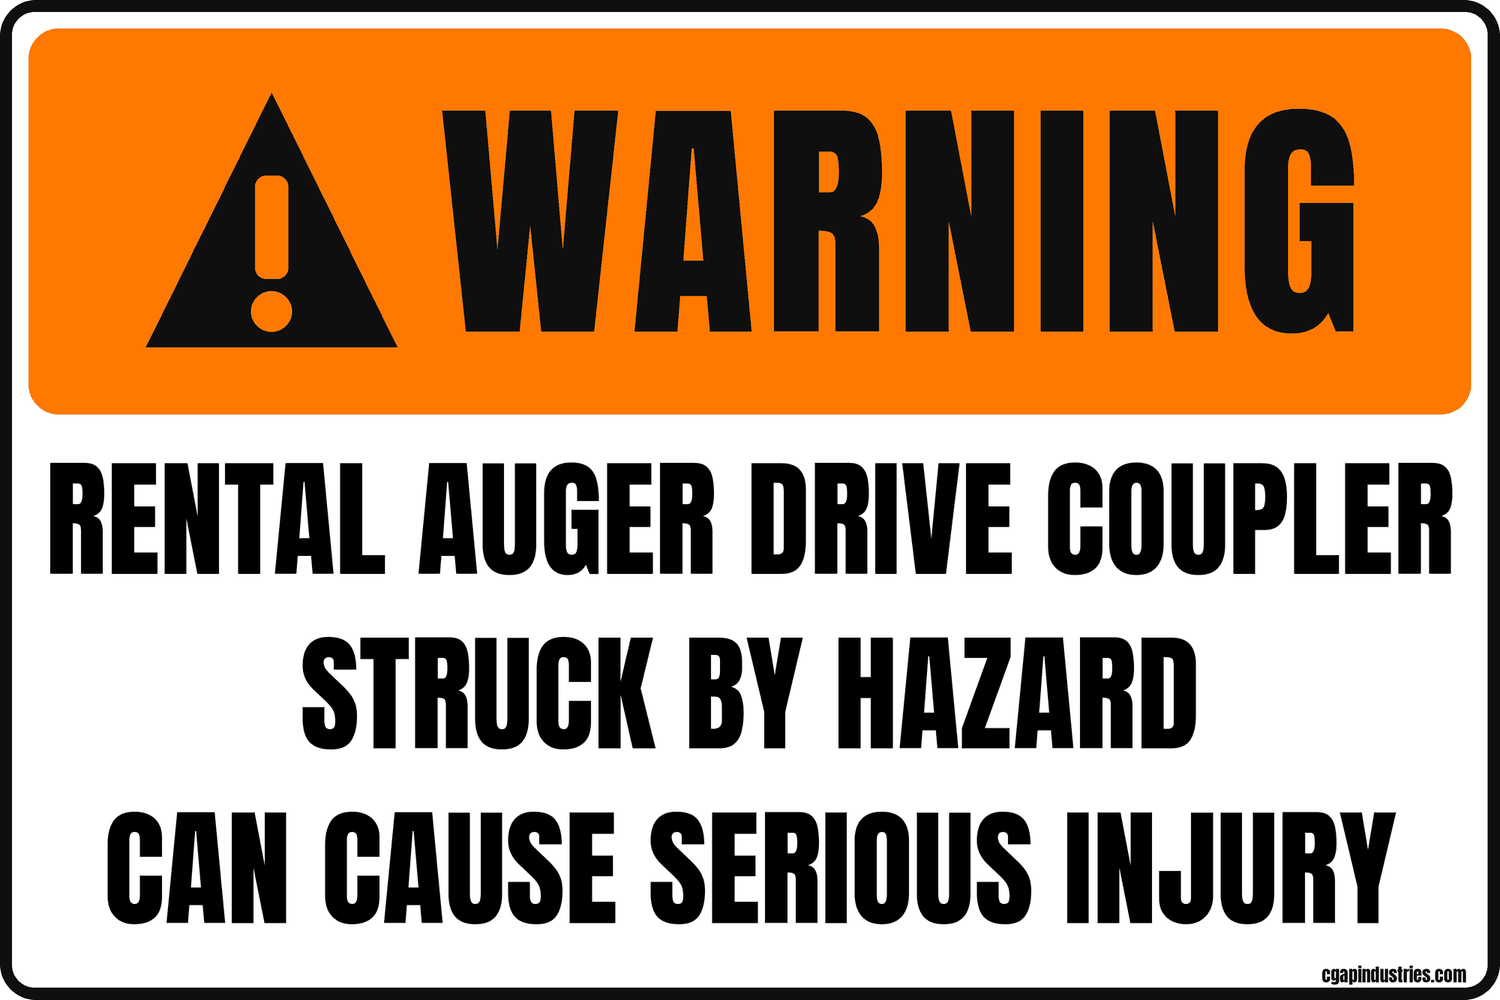 WARNING
RENTAL AUGER DRIVE COUPLER
STRUCK BY HAZARD
CAN CAUSE SERIOUS INJURY
cgapindustries.com